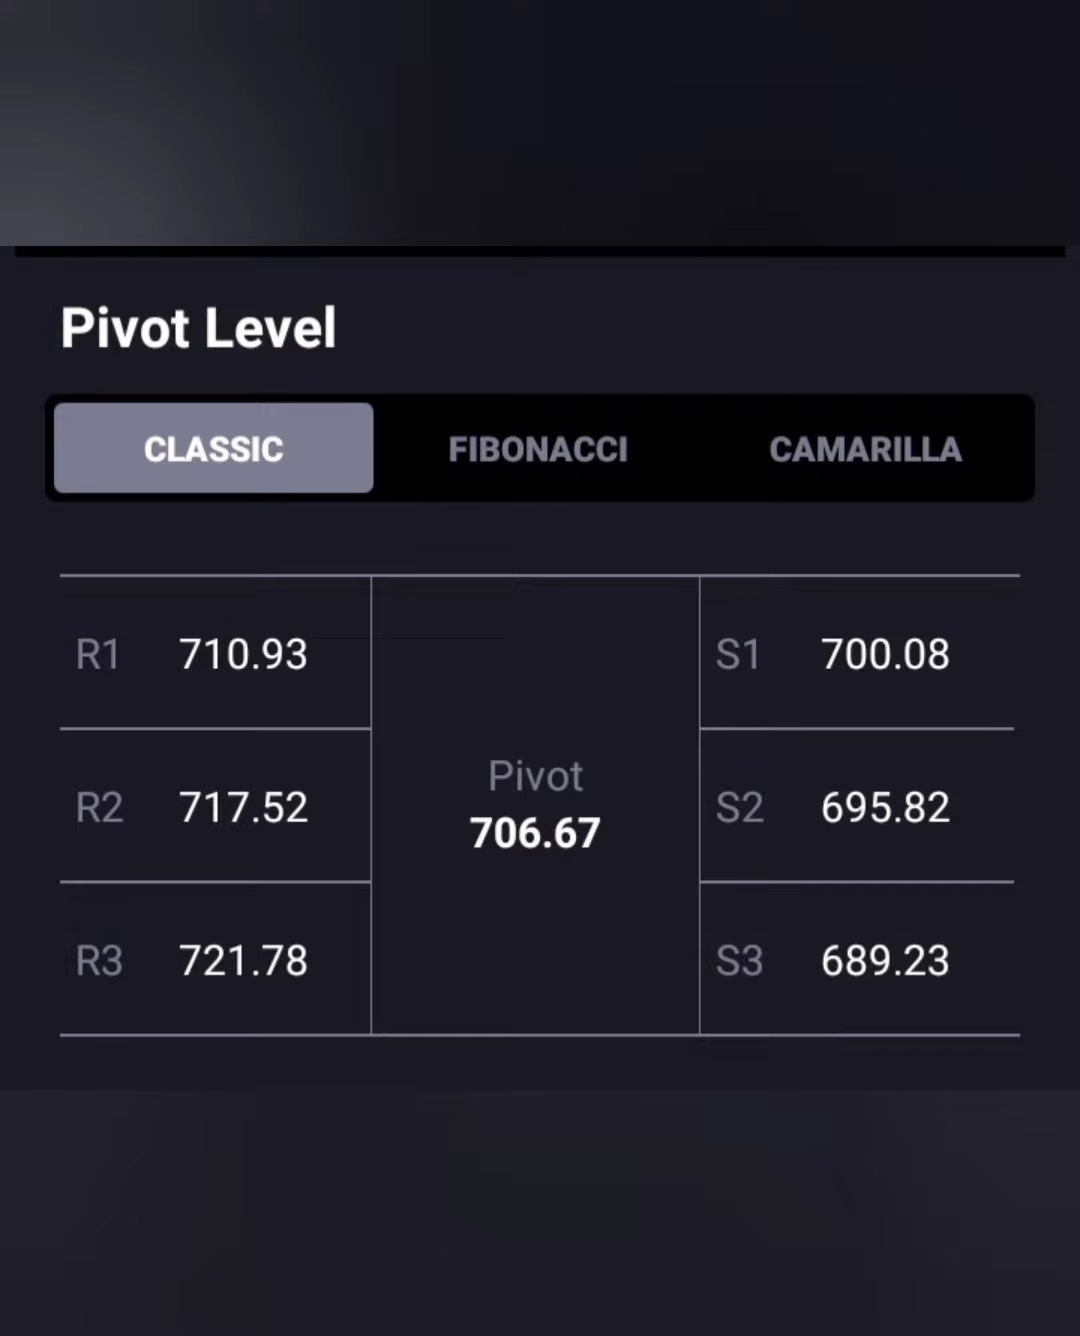 Pivot Level
CLASSIC FIBONACCI CAMARILLA
R1 710.93 S1 700.08
Pivot
R2 717.52 S2 695.82
706.67
R3 721.78 S3 689.23